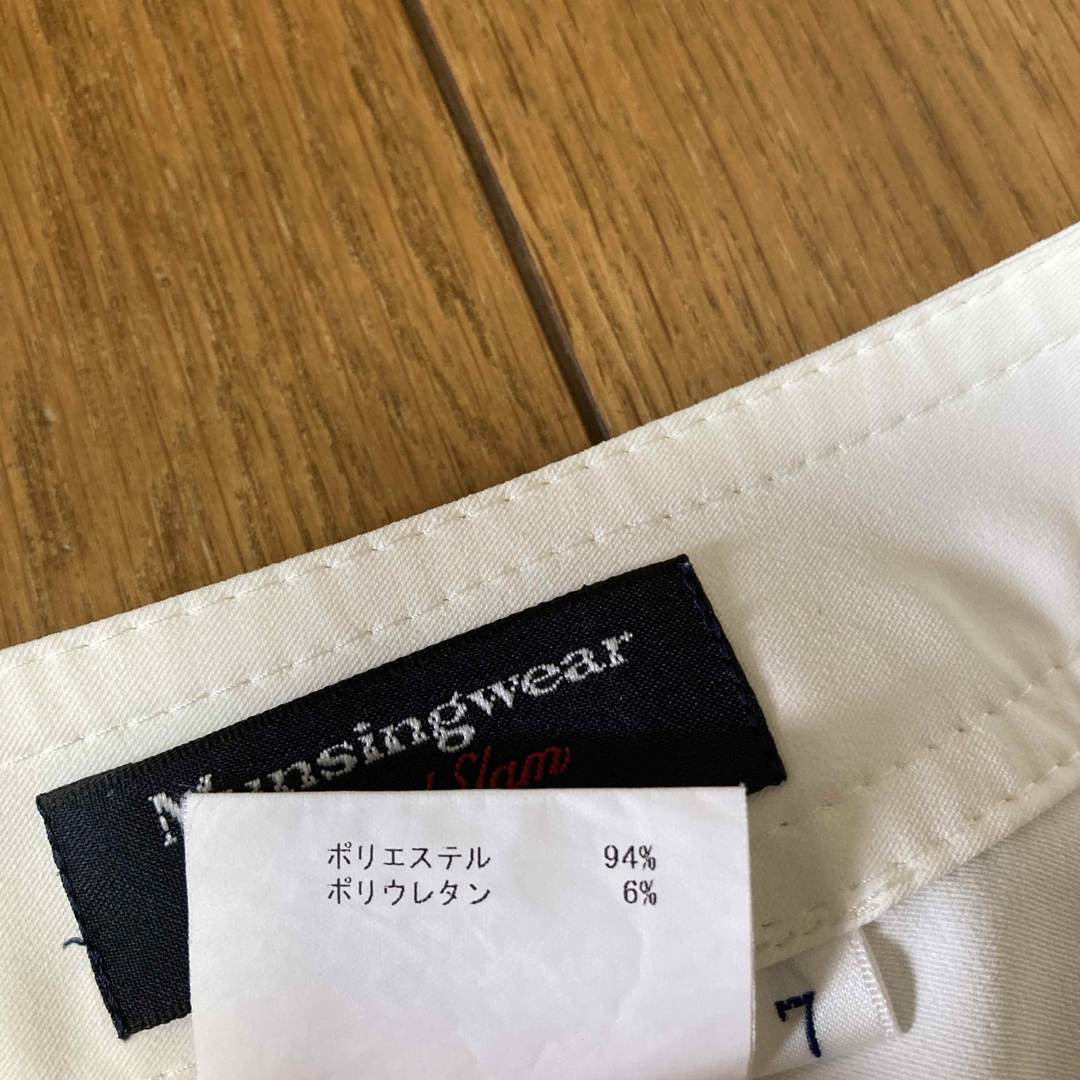 Munsingwear
Slam
ポリエステル 94%
ポリウレタン 6%
7